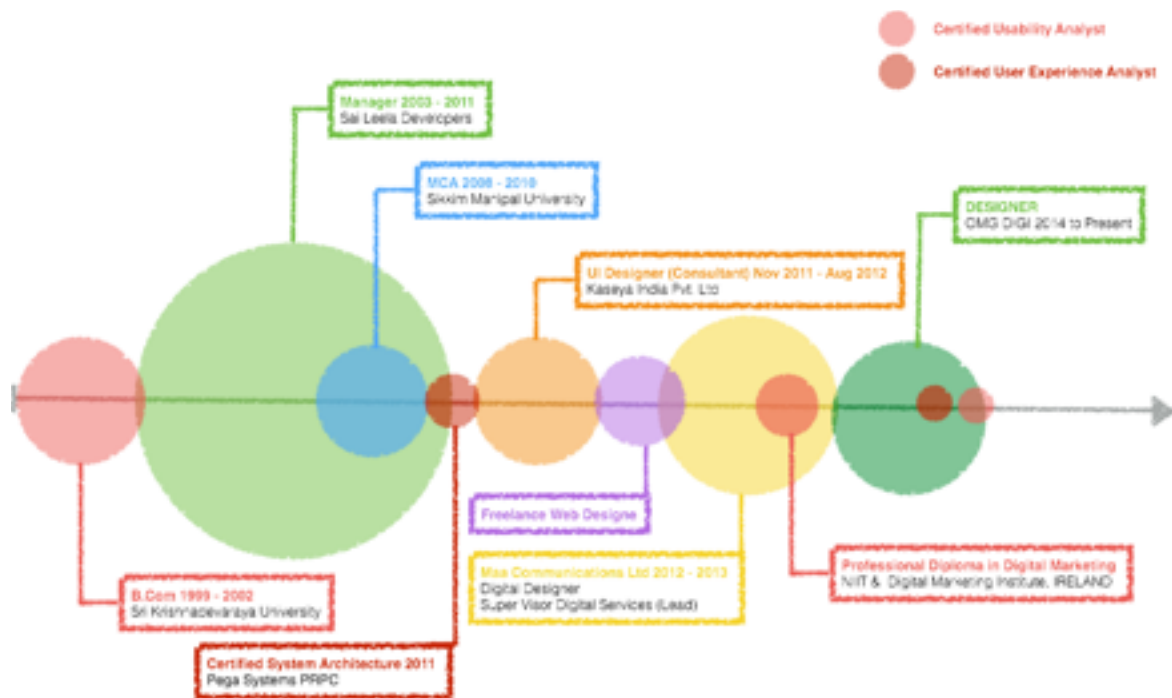 Certified Usability Analyst
Certified User Experience Analyst
Manager 2003 - 2011
Sai Leela Developers
MCA 2008 - 2010
Sikkim Manipal University
DESIGNER
OMG DIGI 2014 to Present
UI Designer (Consultant) Nov 2011 - Aug 2012
Kaseya India Pvt. Ltd
Freelance Web Designe
Maa Communications Ltd 2012 - 2013
Digital Designer
Super Visor Digital Services (Lead)
Professional Diploma in Digital Marketing
NIIT & Digital Marketing Institute, IRELAND
B.Com 1999 - 2002
Sri Krishnadevaraya University
Certified System Architecture 2011
Pega Systems PRPC